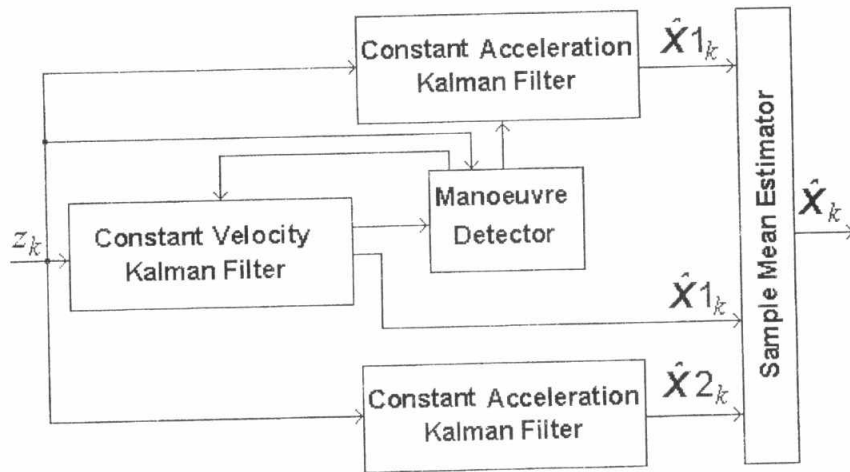 Constant Acceleration
Kalman Filter
X̂1ₖ
Manoeuvre
Detector
zₖ
Constant Velocity
Kalman Filter
X̂1ₖ
Constant Acceleration
Kalman Filter
X̂2ₖ
Sample Mean Estimator
X̂ₖ